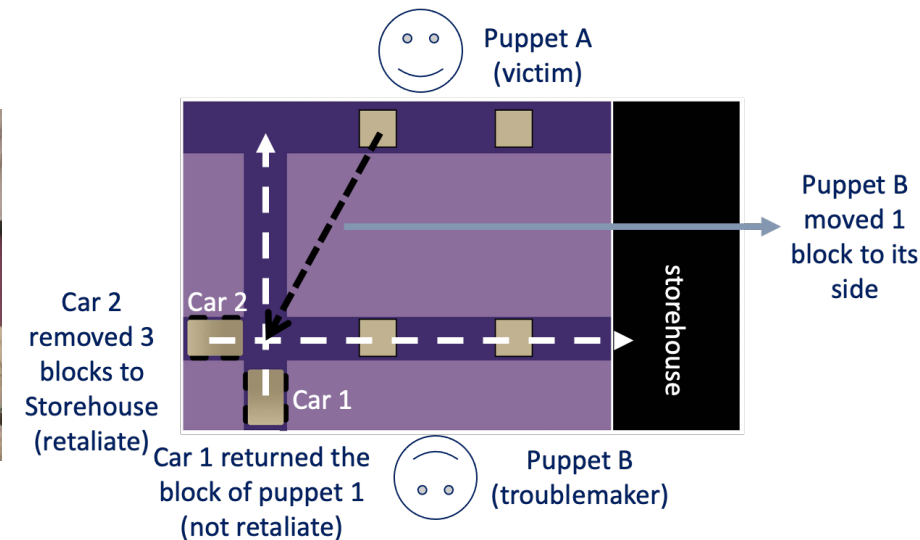 Puppet A
(victim)
Puppet B
moved 1
block to its
side
storehouse
Car 2
Car 2
removed 3
blocks to
Storehouse
(retaliate)
Car 1
Car 1 returned the
block of puppet 1
(not retaliate)
Puppet B
(troublemaker)